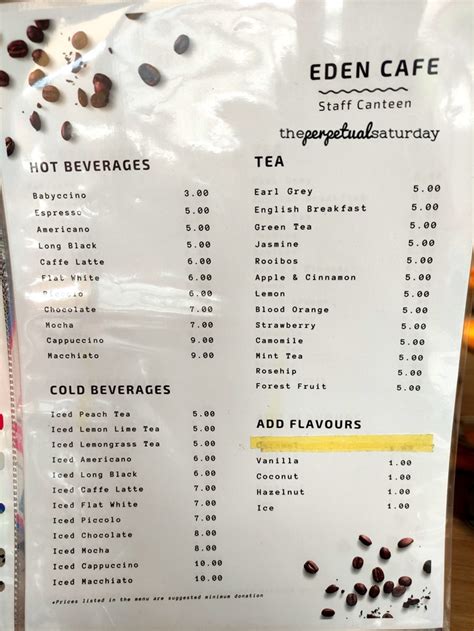 EDEN CAFE
Staff Canteen
theperpetualsaturday
HOT BEVERAGES
Babyccino 3.00
Espresso 5.00
Americano 5.00
Long Black 5.00
Caffe Latte 6.00
Flat White 6.00
Piccolo 6.00
Chocolate 7.00
Mocha 7.00
Cappuccino 9.00
Macchiato 9.00
COLD BEVERAGES
Iced Peach Tea 5.00
Iced Lemon Lime Tea 5.00
Iced Lemongrass Tea 5.00
Iced Americano 6.00
Iced Long Black 6.00
Iced Caffe Latte 7.00
Iced Flat White 7.00
Iced Piccolo 7.00
Iced Chocolate 8.00
Iced Mocha 8.00
Iced Cappuccino 10.00
Iced Macchiato 10.00
*Prices listed in the menu are suggested minimum donation
TEA
Earl Grey 5.00
English Breakfast 5.00
Green Tea 5.00
Jasmine 5.00
Rooibos 5.00
Apple & Cinnamon 5.00
Lemon 5.00
Blood Orange 5.00
Strawberry 5.00
Camomile 5.00
Mint Tea 5.00
Rosehip 5.00
Forest Fruit 5.00
ADD FLAVOURS
Vanilla 1.00
Coconut 1.00
Hazelnut 1.00
Ice 1.00